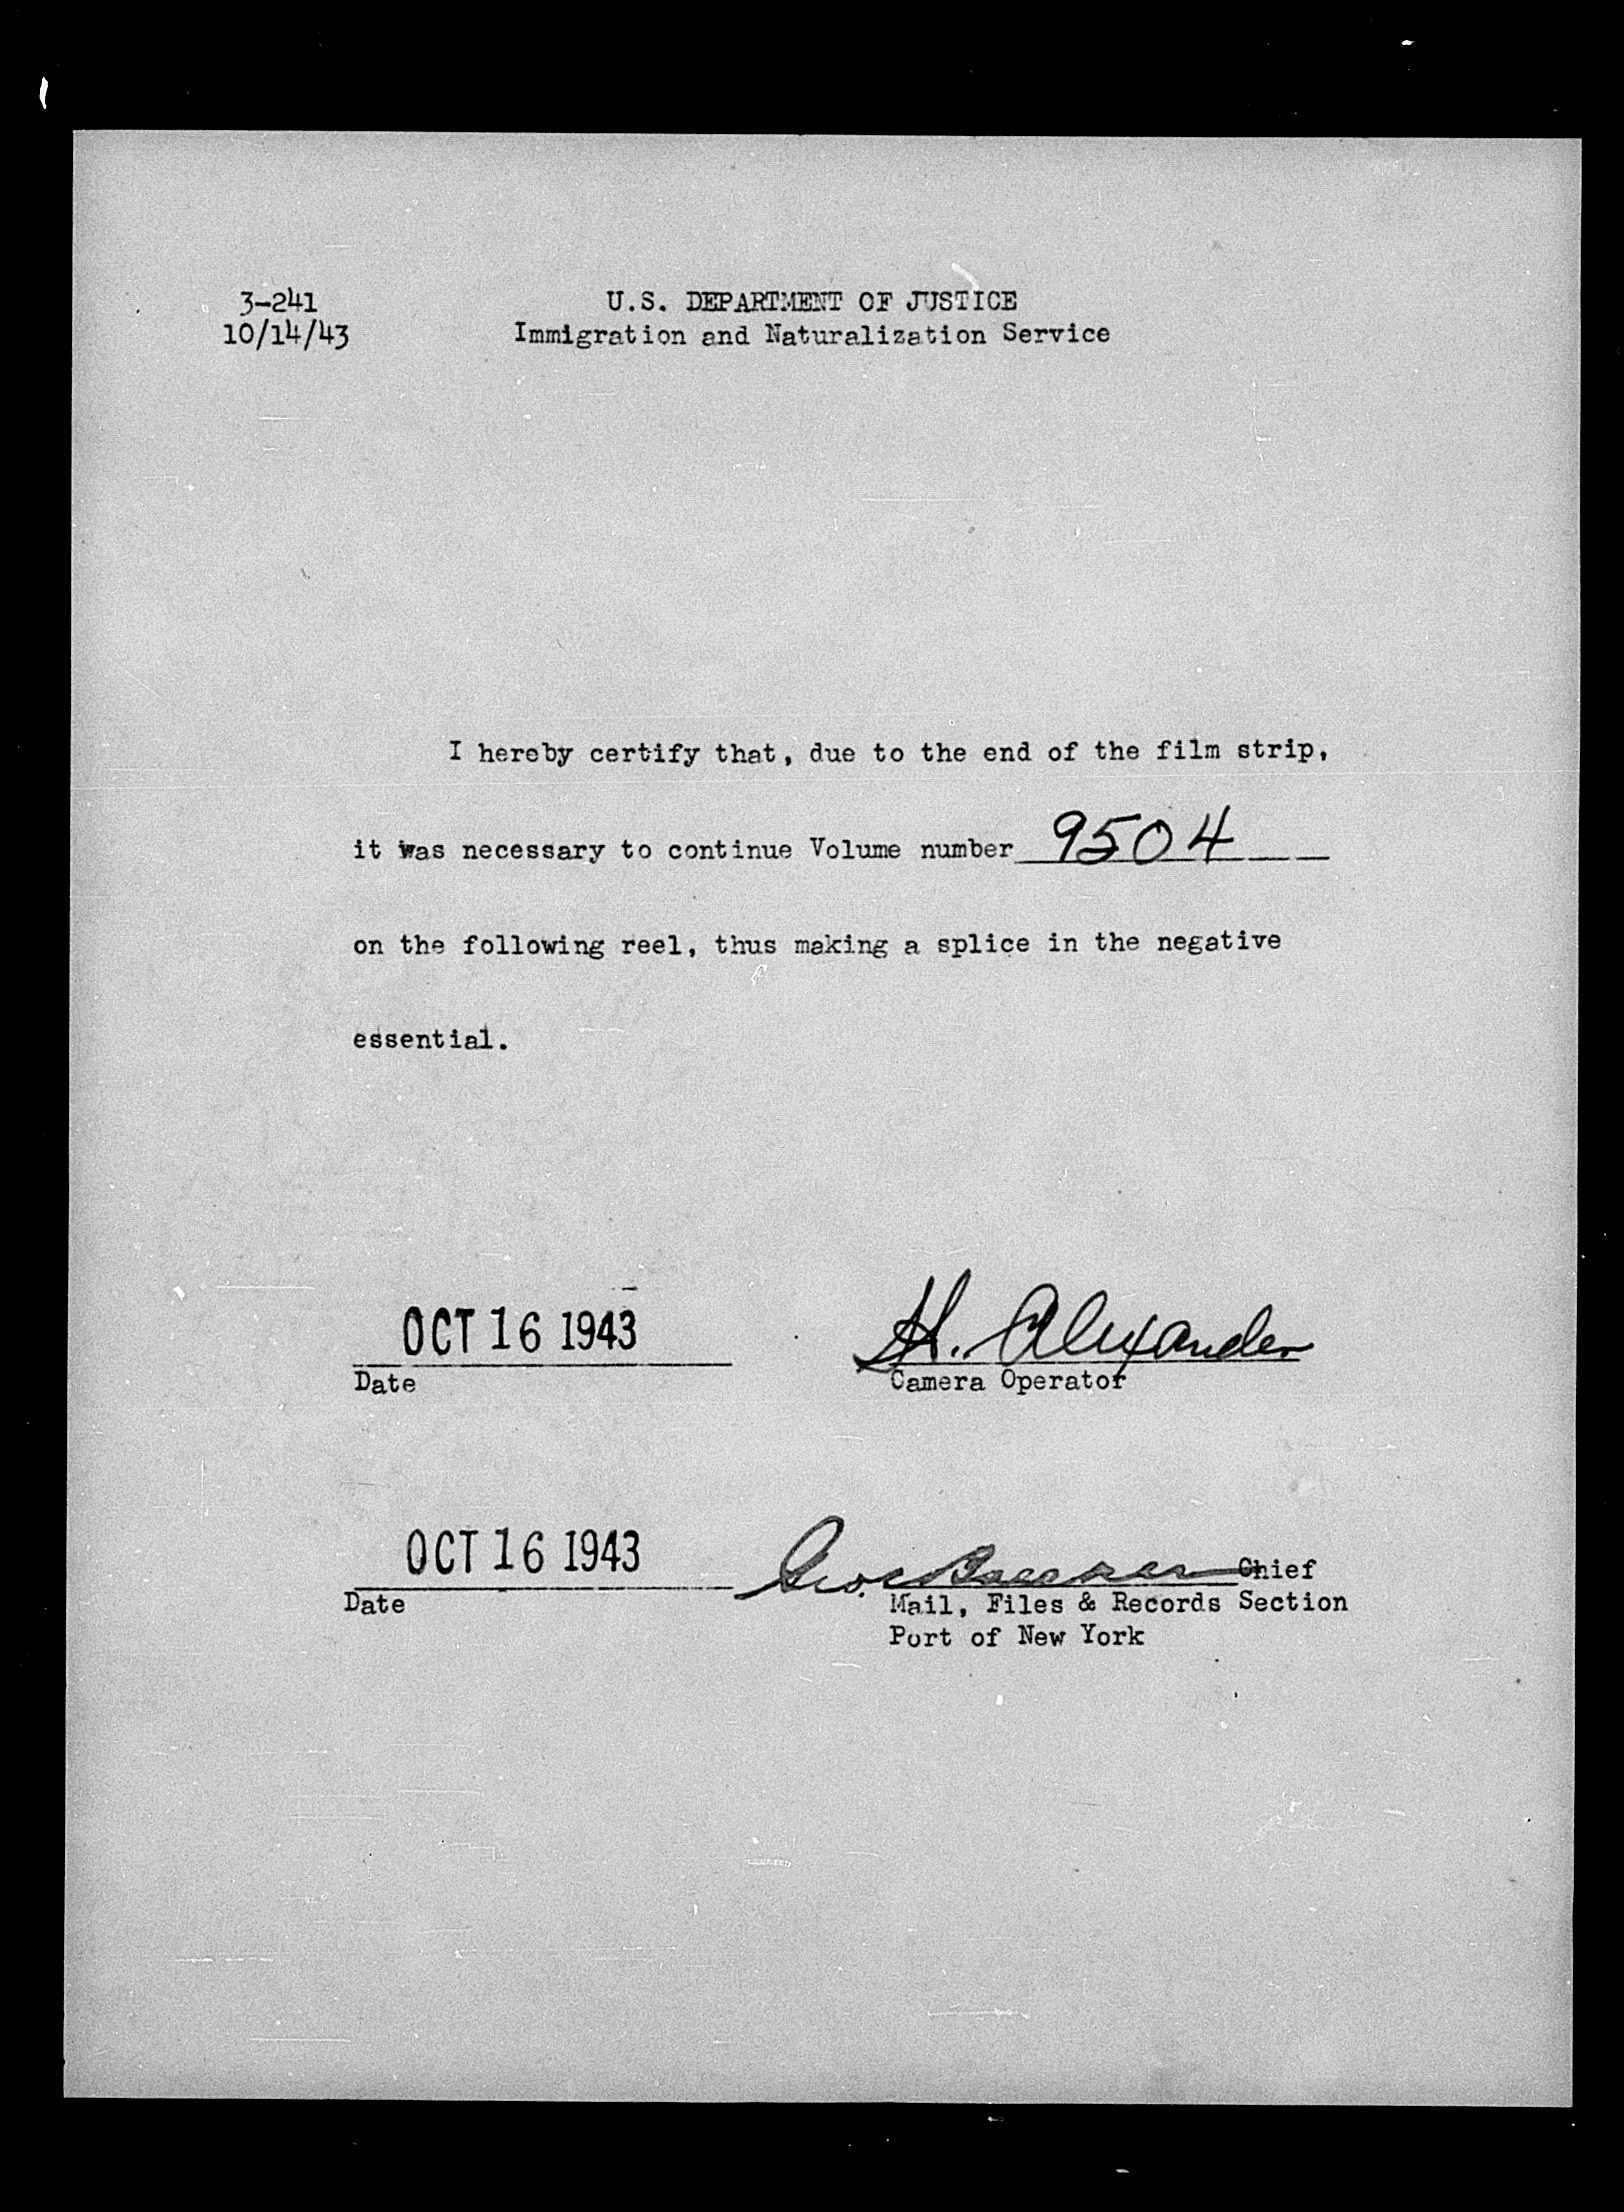 3-241
10/14/43
U.S. DEPARTMENT OF JUSTICE
Immigration and Naturalization Service
I hereby certify that, due to the end of the film strip,
it was necessary to continue Volume number 9504
on the following reel, thus making a splice in the negative
essential.
OCT 16 1943 H. Alexander
Date Camera Operator
OCT 16 1943 Geo. Chief
Date Mail, Files & Records Section
Port of New York